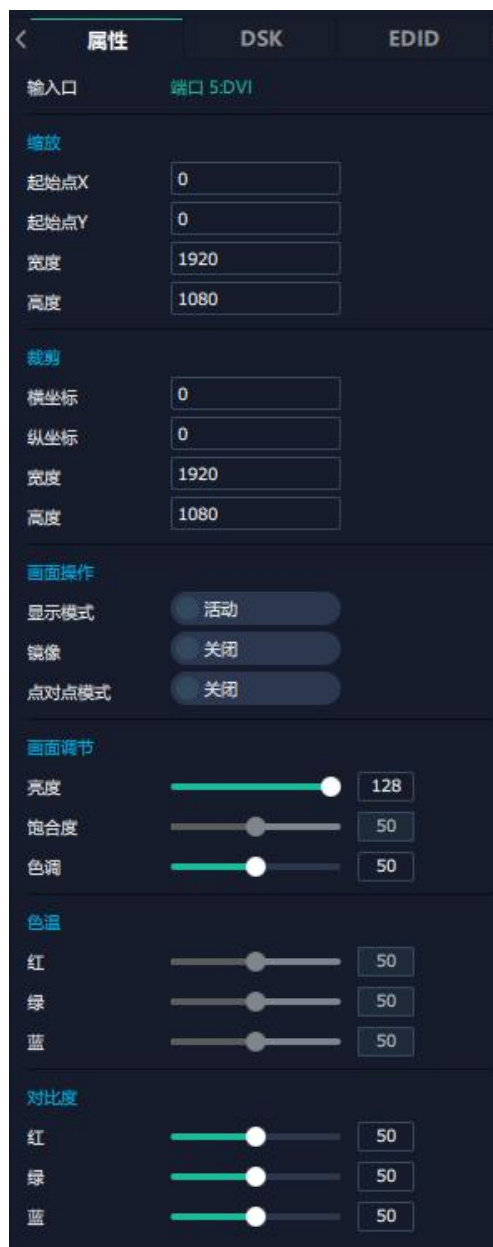 < 属性 DSK EDID
输入口 端口 5:DVI
缩放
起始点X 0
起始点Y 0
宽度 1920
高度 1080
裁剪
横坐标 0
纵坐标 0
宽度 1920
高度 1080
画面操作
显示模式 活动
镜像 关闭
点对点模式 关闭
画面调节
亮度 128
饱合度 50
色调 50
色温
红 50
绿 50
蓝 50
对比度
红 50
绿 50
蓝 50